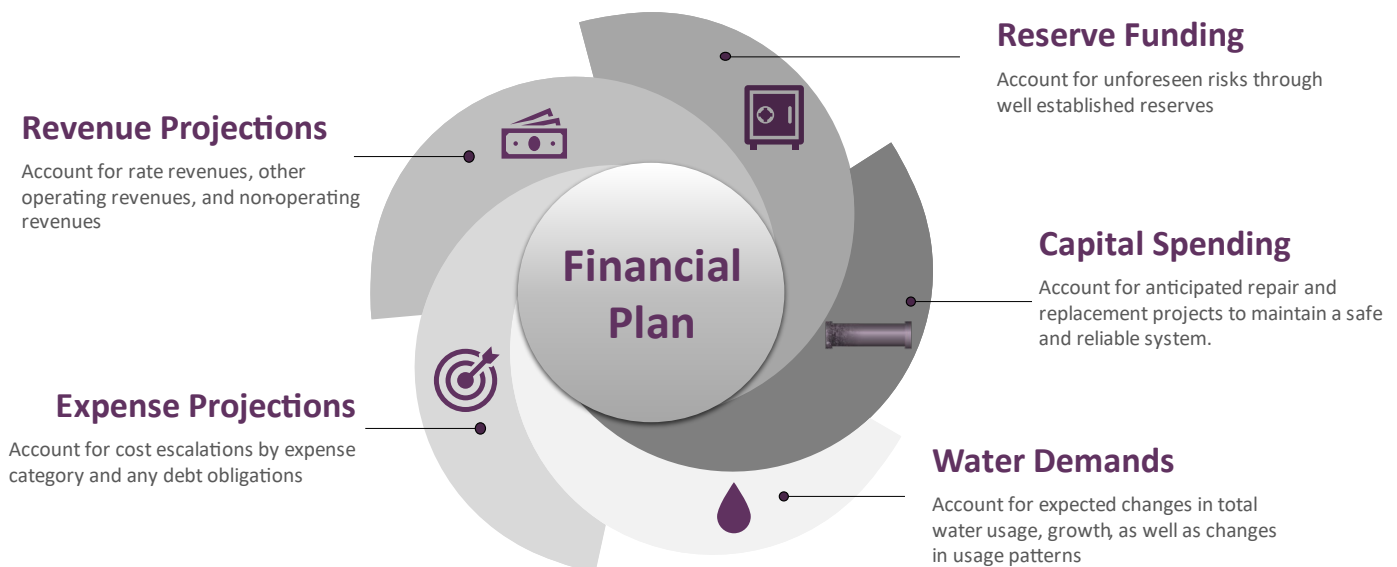 Reserve Funding
Account for unforeseen risks through
well established reserves
Revenue Projections
Account for rate revenues, other
operating revenues, and non-operating
revenues
Financial
Plan
Capital Spending
Account for anticipated repair and
replacement projects to maintain a safe
and reliable system.
Expense Projections
Account for cost escalations by expense
category and any debt obligations
Water Demands
Account for expected changes in total
water usage, growth, as well as changes
in usage patterns